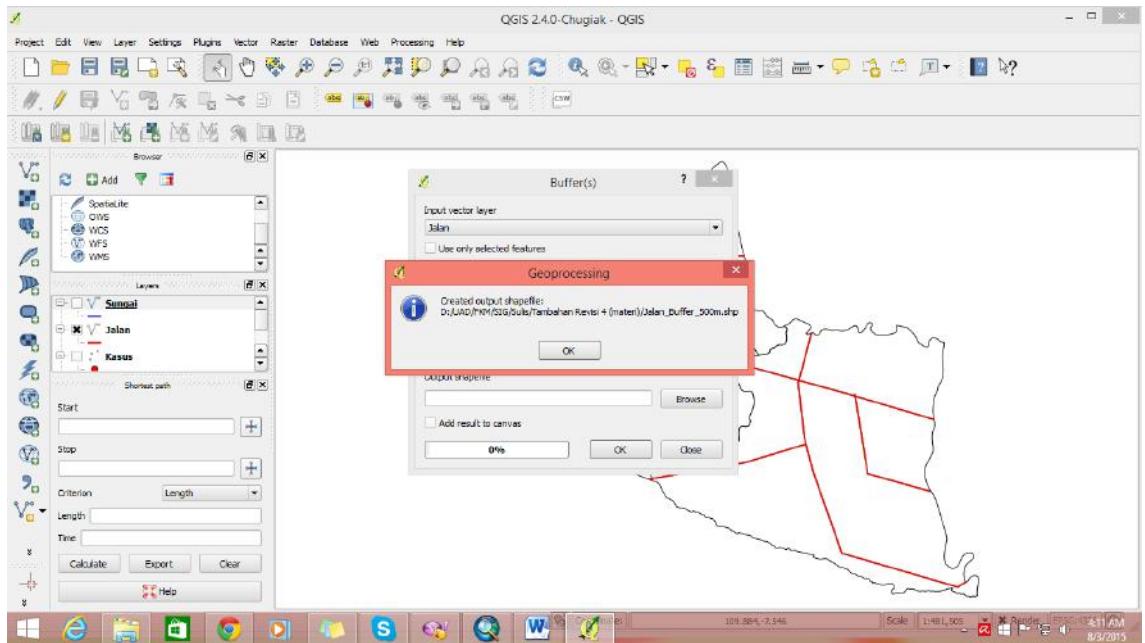 QGIS 2.4.0-Chugiak - QGIS
Project Edit View Layer Settings Plugins Vector Raster Database Web Processing Help
CSW
Browser
Add
SpatiaLite
OWS
WCS
WFS
WMS
Layers
Sungai
Jalan
Kasus
Shortest path
Start
Stop
Criterion Length
Length
Time
Calculate Export Clear
Help
Buffer(s) ?
Input vector layer
Jalan
Use only selected features
Geoprocessing
Created output shapefile:
D:/UAD/FKM/SIG/Sulis/Tambahan Revisi 4 (materi)/Jalan_Buffer_500m.shp
OK
Output shapefile
Browse
Add result to canvas
0% OK Close
Scale 1:481,505
4:11 AM
8/3/2015